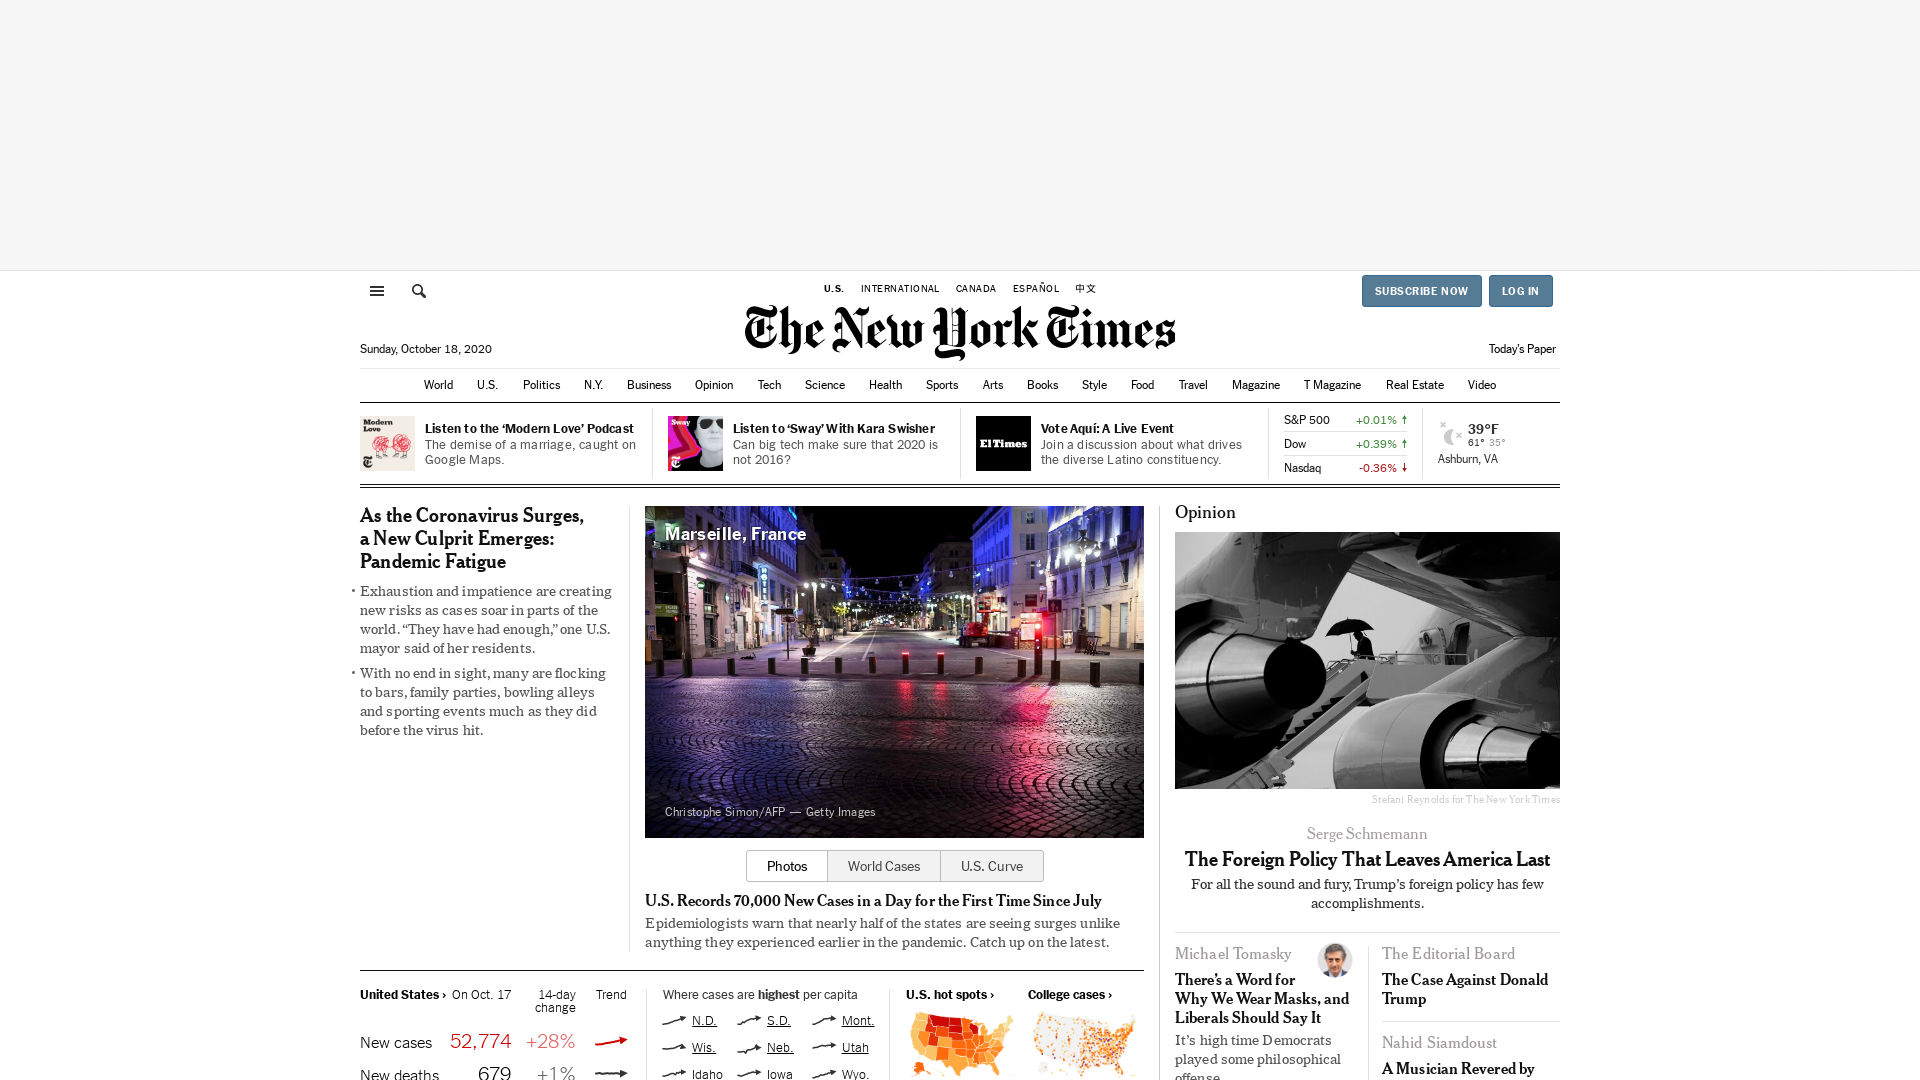 U.S. INTERNATIONAL CANADA ESPAÑOL 中文
SUBSCRIBE NOW
LOG IN
The New York Times
Sunday, October 18, 2020
Today's Paper
World U.S. Politics N.Y. Business Opinion Tech Science Health Sports Arts Books Style Food Travel Magazine T Magazine Real Estate Video
Modern
Love
Listen to the ‘Modern Love’ Podcast
The demise of a marriage, caught on
Google Maps.
Sway
Listen to ‘Sway’ With Kara Swisher
Can big tech make sure that 2020 is
not 2016?
El Times
Vote Aquí: A Live Event
Join a discussion about what drives
the diverse Latino constituency.
S&P 500 +0.01%
Dow +0.39%
Nasdaq -0.36%
39°F
61° 35°
Ashburn, VA
As the Coronavirus Surges,
a New Culprit Emerges:
Pandemic Fatigue
• Exhaustion and impatience are creating
new risks as cases soar in parts of the
world. “They have had enough,” one U.S.
mayor said of her residents.
• With no end in sight, many are flocking
to bars, family parties, bowling alleys
and sporting events much as they did
before the virus hit.
Marseille, France
HOTEL
Christophe Simon/AFP — Getty Images
Photos World Cases U.S. Curve
U.S. Records 70,000 New Cases in a Day for the First Time Since July
Epidemiologists warn that nearly half of the states are seeing surges unlike
anything they experienced earlier in the pandemic. Catch up on the latest.
United States › On Oct. 17 14-day
change Trend
New cases 52,774 +28%
New deaths 679 +1%
Where cases are highest per capita
N.D. S.D. Mont.
Wis. Neb. Utah
Idaho Iowa Wyo.
U.S. hot spots › College cases ›
Opinion
Stefani Reynolds for The New York Times
Serge Schmemann
The Foreign Policy That Leaves America Last
For all the sound and fury, Trump’s foreign policy has few
accomplishments.
Michael Tomasky
There’s a Word for
Why We Wear Masks, and
Liberals Should Say It
It’s high time Democrats
played some philosophical
offense.
The Editorial Board
The Case Against Donald
Trump
Nahid Siamdoust
A Musician Revered by